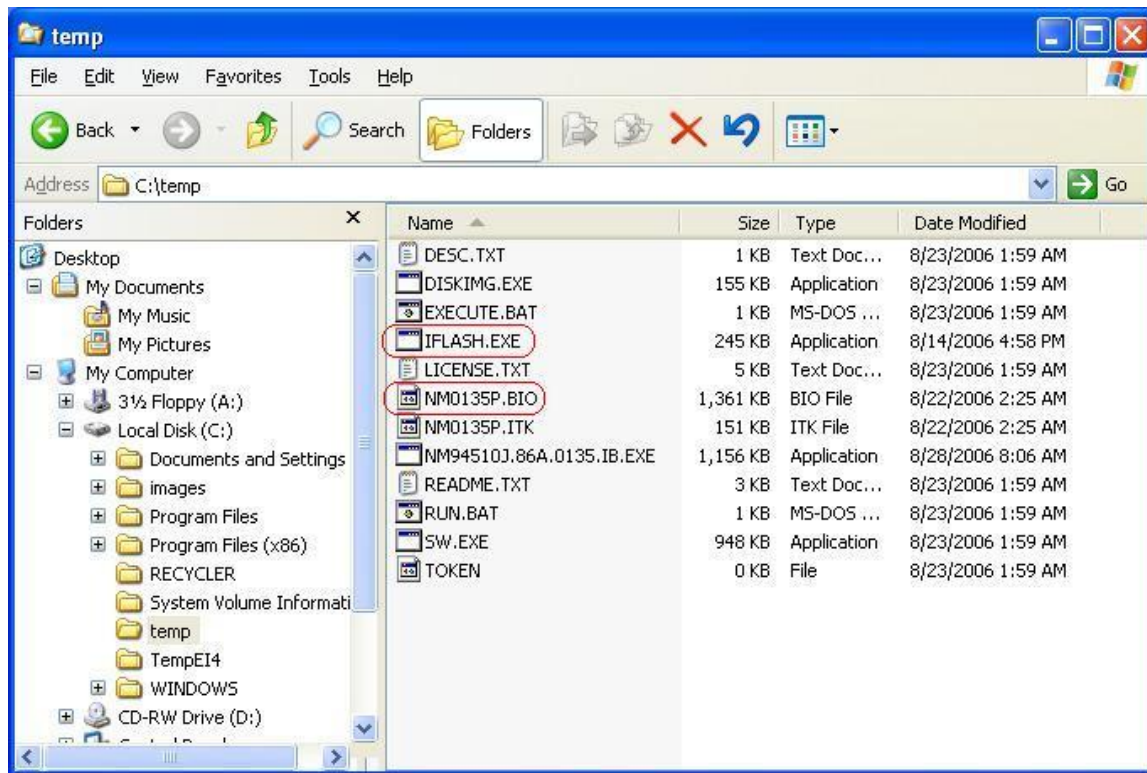 temp
File Edit View Favorites Tools Help
Back Search Folders
Address C:\temp Go
Folders
Desktop
My Documents
My Music
My Pictures
My Computer
3½ Floppy (A:)
Local Disk (C:)
Documents and Settings
images
Program Files
Program Files (x86)
RECYCLER
System Volume Informati
temp
TempEI4
WINDOWS
CD-RW Drive (D:)
Name Size Type Date Modified
DESC.TXT 1 KB Text Doc... 8/23/2006 1:59 AM
DISKIMG.EXE 155 KB Application 8/23/2006 1:59 AM
EXECUTE.BAT 1 KB MS-DOS ... 8/23/2006 1:59 AM
IFLASH.EXE 245 KB Application 8/14/2006 4:58 PM
LICENSE.TXT 5 KB Text Doc... 8/23/2006 1:59 AM
NM0135P.BIO 1,361 KB BIO File 8/22/2006 2:25 AM
NM0135P.ITK 151 KB ITK File 8/22/2006 2:25 AM
NM94510J.86A.0135.IB.EXE 1,156 KB Application 8/28/2006 8:06 AM
README.TXT 3 KB Text Doc... 8/23/2006 1:59 AM
RUN.BAT 1 KB MS-DOS ... 8/23/2006 1:59 AM
SW.EXE 948 KB Application 8/23/2006 1:59 AM
TOKEN 0 KB File 8/23/2006 1:59 AM